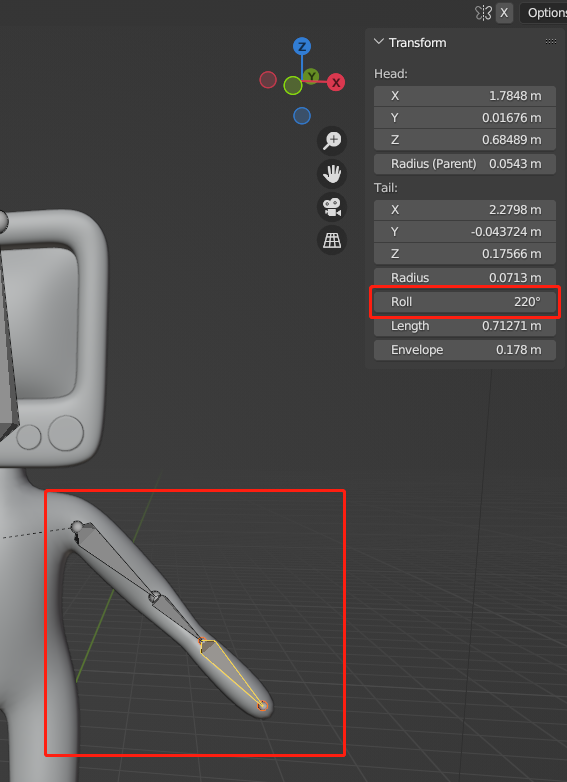 X Options
Transform
Z
Y
X
Head:
X 1.7848 m
Y 0.01676 m
Z 0.68489 m
Radius (Parent) 0.0543 m
Tail:
X 2.2798 m
Y -0.043724 m
Z 0.17566 m
Radius 0.0713 m
Roll 220°
Length 0.71271 m
Envelope 0.178 m